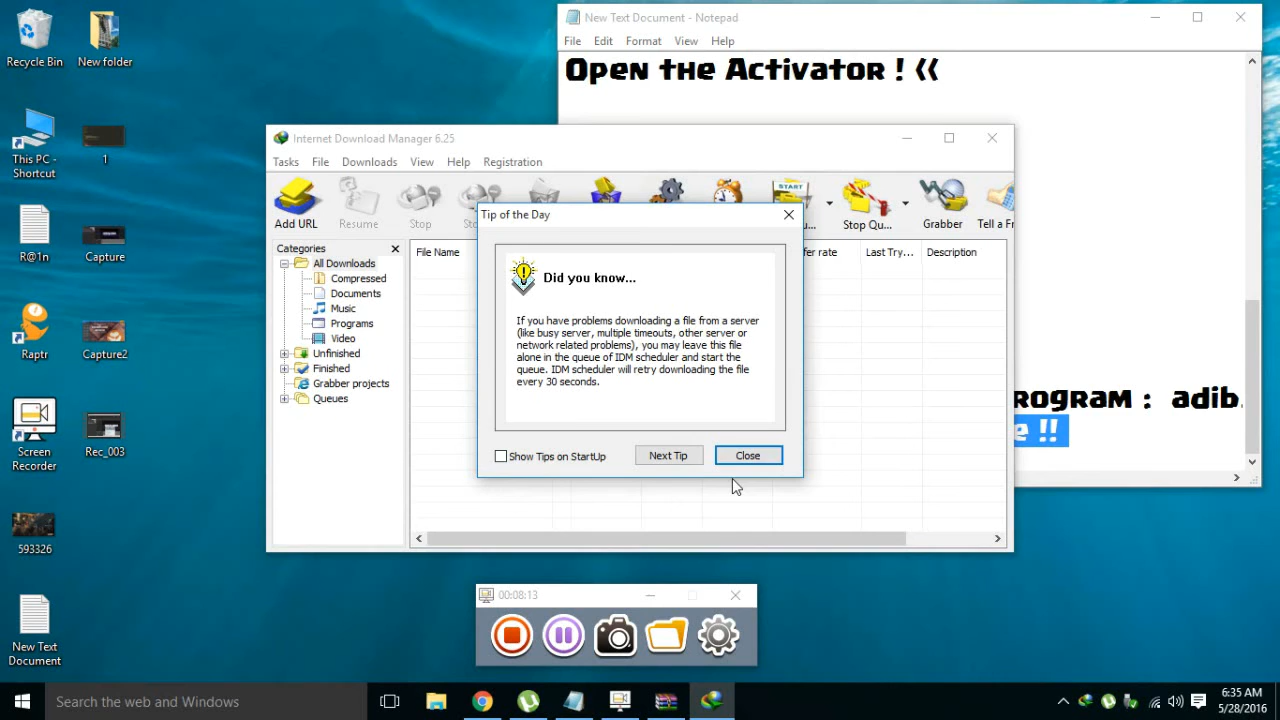 Recycle Bin
New folder
This PC - Shortcut
1
R@1n
Capture
Raptr
Capture2
Screen Recorder
Rec_003
593326
New Text Document
New Text Document - Notepad
File Edit Format View Help
Open the Activator ! <<
rogram : adib.
e !!
Internet Download Manager 6.25
Tasks File Downloads View Help Registration
Add URL
Resume
Stop
Stop Qu...
Grabber
Tell a Fr
Categories
All Downloads
Compressed
Documents
Music
Programs
Video
Unfinished
Finished
Grabber projects
Queues
File Name
fer rate
Last Try...
Description
Tip of the Day
Did you know...
If you have problems downloading a file from a server
(like busy server, multiple timeouts, other server or
network related problems), you may leave this file
alone in the queue of IDM scheduler and start the
queue. IDM scheduler will retry downloading the file
every 30 seconds.
Show Tips on StartUp
Next Tip
Close
START
00:08:13
Search the web and Windows
6:35 AM
5/28/2016